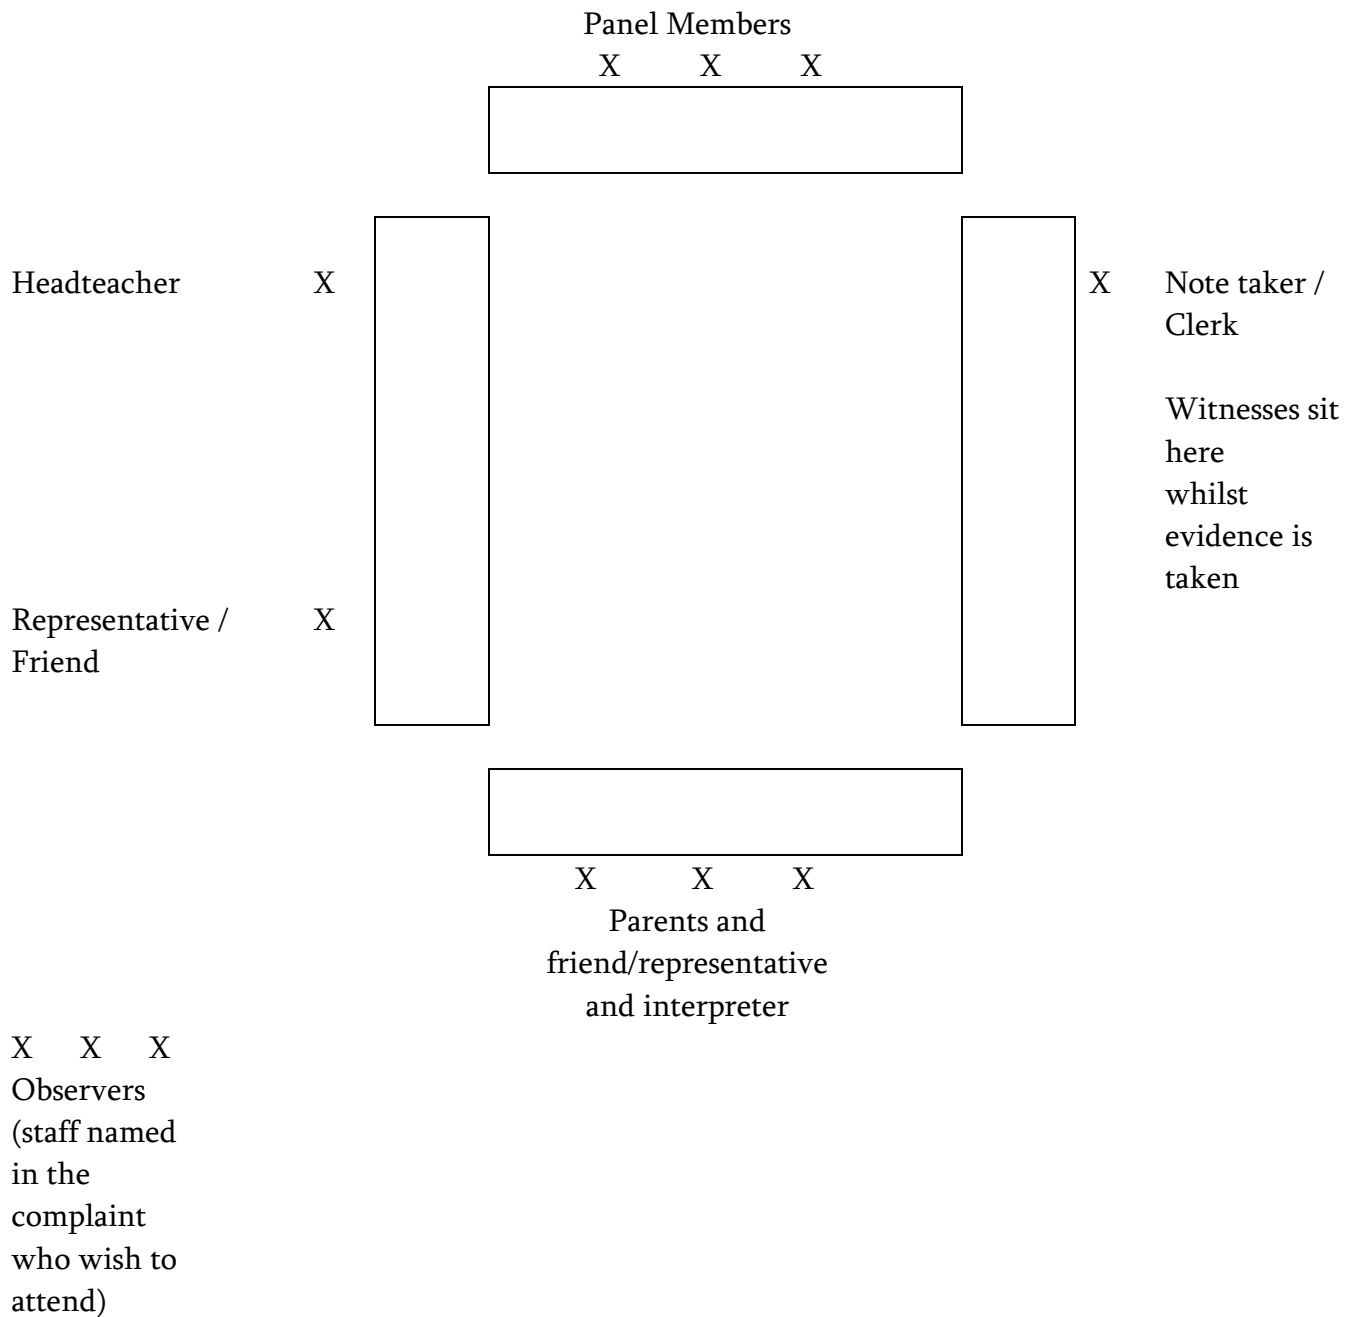 Panel Members
X X X
Headteacher X X Note taker /
Clerk
Witnesses sit
here
whilst
evidence is
taken
Representative / X
Friend
X X X
Parents and
friend/representative
and interpreter
X X X
Observers
(staff named
in the
complaint
who wish to
attend)